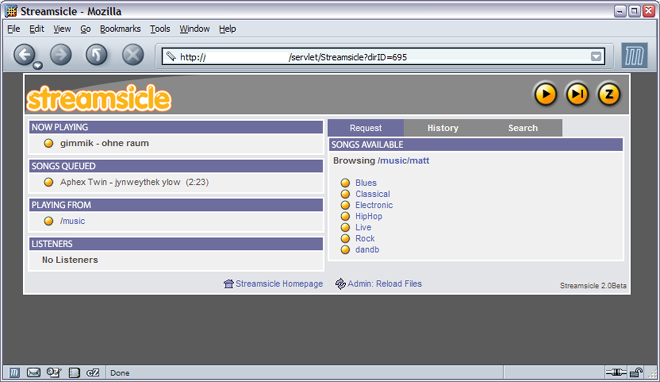 Streamsicle - Mozilla
File Edit View Go Bookmarks Tools Window Help
http:// /servlet/Streamsicle?dirID=695
streamsicle
Z
NOW PLAYING
gimmik - ohne raum
SONGS QUEUED
Aphex Twin - jynweythek ylow (2:23)
PLAYING FROM
/music
LISTENERS
No Listeners
Request History Search
SONGS AVAILABLE
Browsing /music/matt
Blues
Classical
Electronic
HipHop
Live
Rock
dandb
Streamsicle Homepage Admin: Reload Files
Streamsicle 2.0Beta
Done